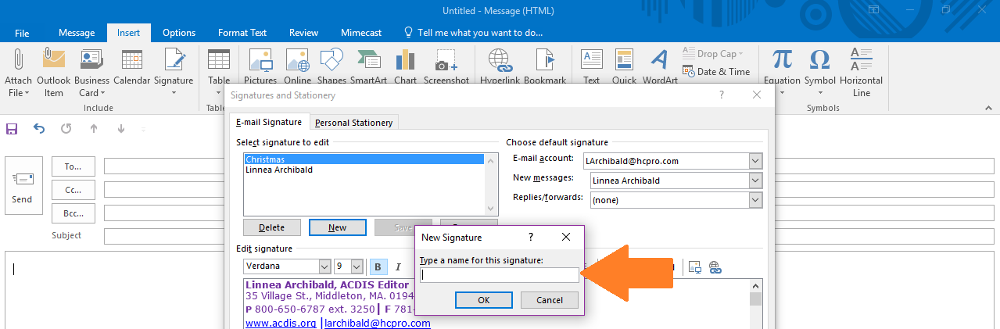 Untitled - Message (HTML)
File Message Insert Options Format Text Review Mimecast Tell me what you want to do...
Attach File Outlook Item Business Card Calendar Signature Table Pictures Online Shapes SmartArt Chart Screenshot Hyperlink Bookmark Text Quick WordArt Drop Cap Date & Time Equation Symbol Horizontal Line
Include Symbols
Signatures and Stationery ?
E-mail Signature Personal Stationery
Select signature to edit Choose default signature
Christmas
Linnea Archibald
E-mail account: LArchibald@hcpro.com
New messages: Linnea Archibald
Replies/forwards: (none)
To...
Cc...
Bcc...
Send
Subject
Delete New Save
New Signature ?
Edit signature
Type a name for this signature:
Verdana 9 B I
OK Cancel
Linnea Archibald, ACDIS Editor
35 Village St., Middleton, MA. 0194
P 800-650-6787 ext. 3250| F 781-
www.acdis.org |larchibald@hcpro.com